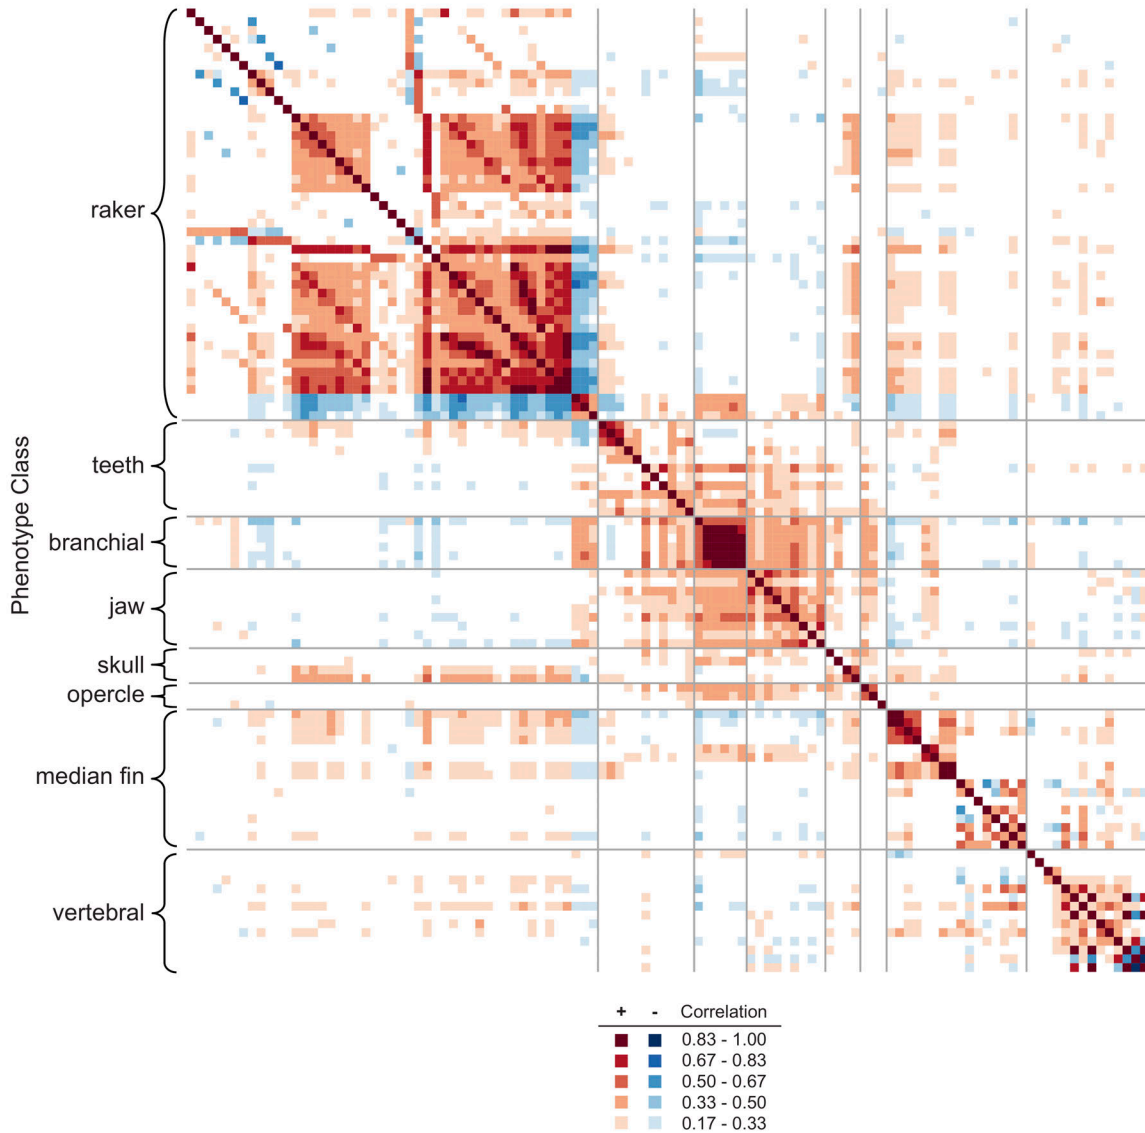 Phenotype Class
raker
teeth
branchial
jaw
skull
opercle
median fin
vertebral
+ - Correlation
0.83 - 1.00
0.67 - 0.83
0.50 - 0.67
0.33 - 0.50
0.17 - 0.33